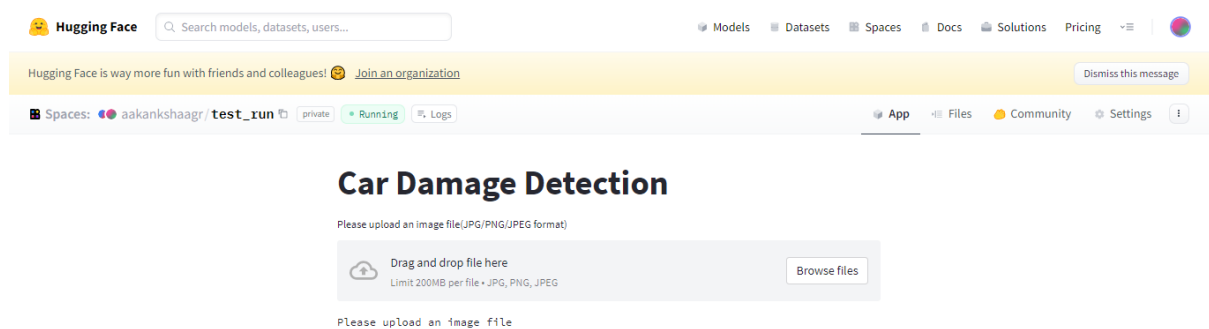 Hugging Face Search models, datasets, users... Models Datasets Spaces Docs Solutions Pricing
Hugging Face is way more fun with friends and colleagues! Join an organization Dismiss this message
Spaces: aakankshaagr/test_run private Running Logs App Files Community Settings
Car Damage Detection
Please upload an image file(JPG/PNG/JPEG format)
Drag and drop file here
Limit 200MB per file • JPG, PNG, JPEG
Browse files
Please upload an image file